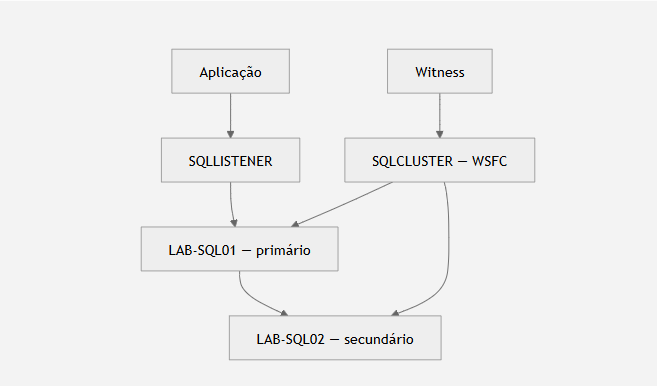 Aplicação
Witness
SQLLISTENER
SQLCLUSTER — WSFC
LAB-SQL01 — primário
LAB-SQL02 — secundário